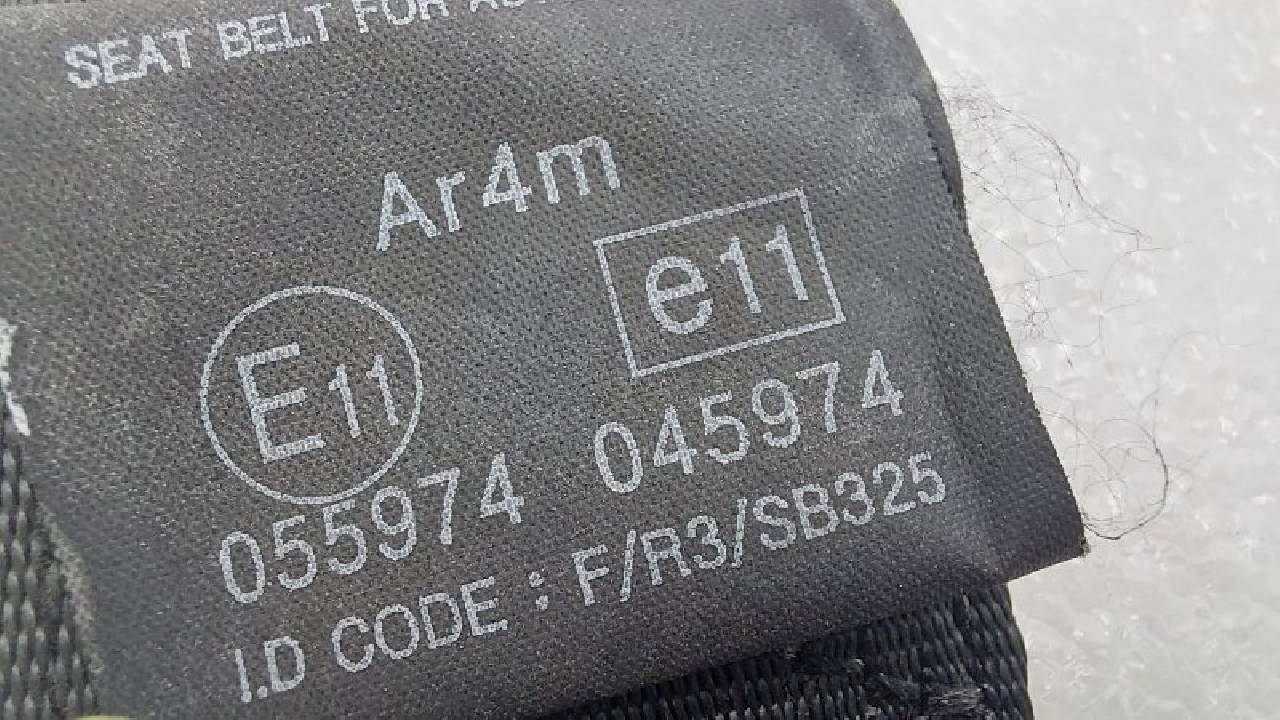 SEAT BELT FOR
Ar4m
E11 e11
055974 045974
I.D CODE : F/R3/SB325